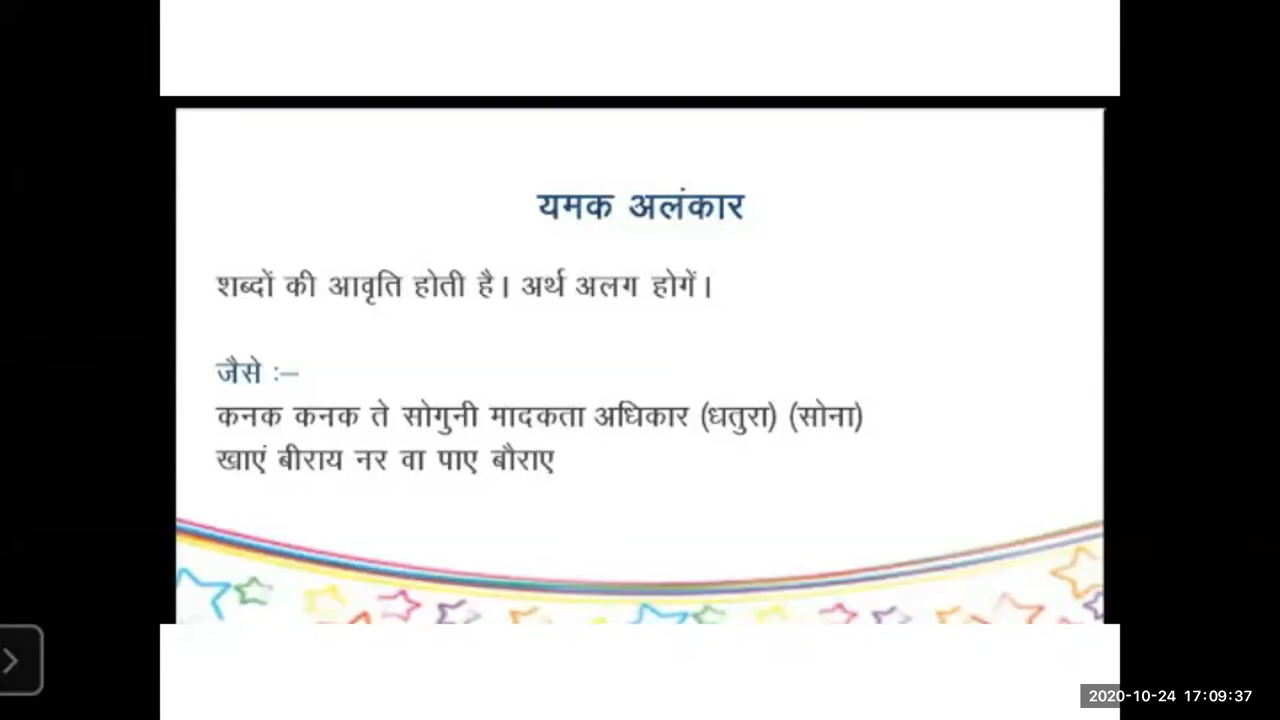 यमक अलंकार
शब्दों की आवृति होती है। अर्थ अलग होगें।
जैसे :–
कनक कनक ते सोगुनी मादकता अधिकार (धतुरा) (सोना)
खाएं बीराय नर वा पाए बौराए
2020-10-24 17:09:37